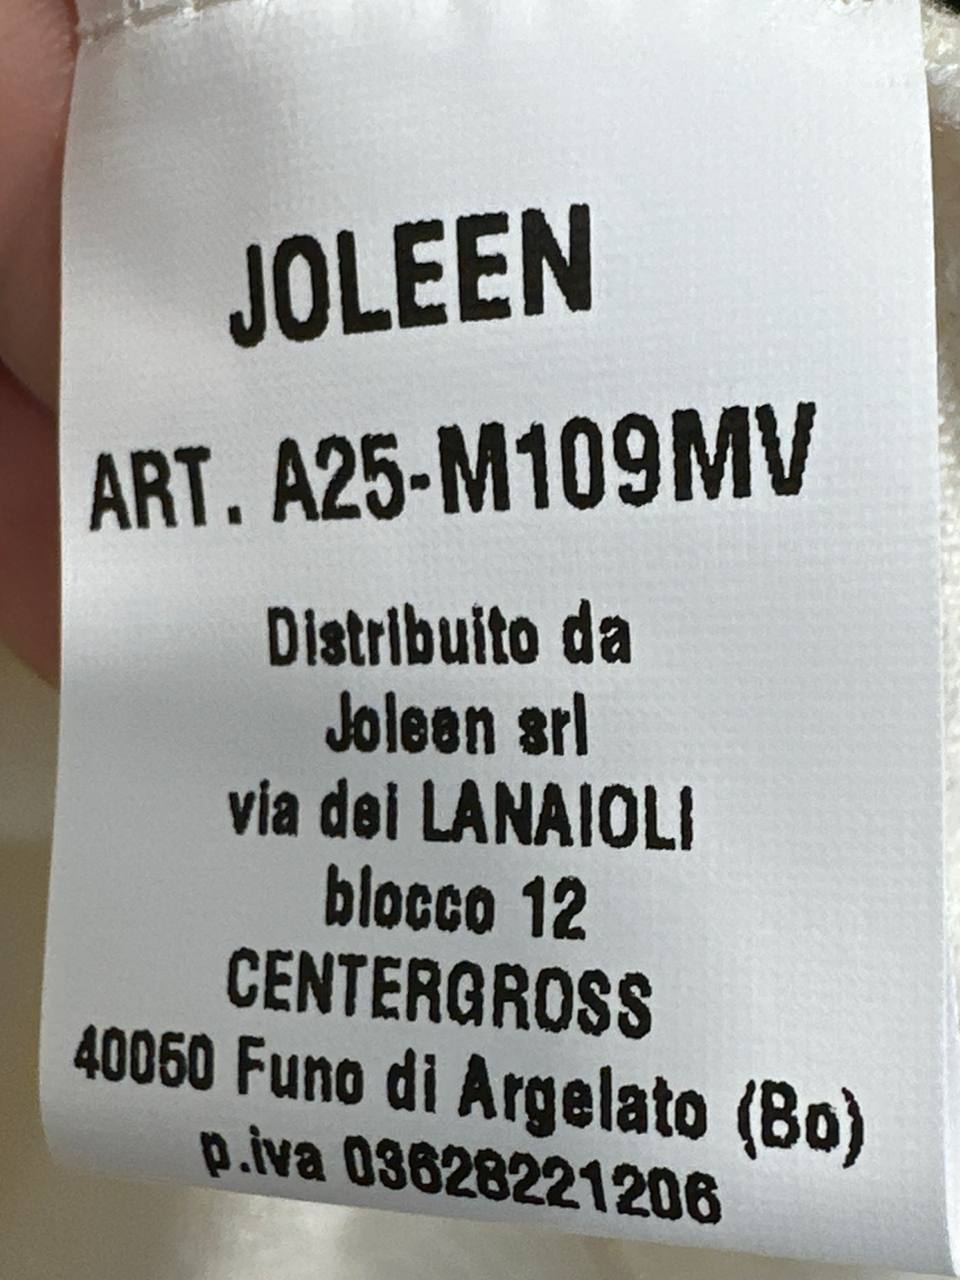 JOLEEN
ART. A25-M109MV
Distribuito da
Joleen srl
via dei LANAIOLI
blocco 12
CENTERGROSS
40050 Funo di Argelato (Bo)
p.iva 03628221206